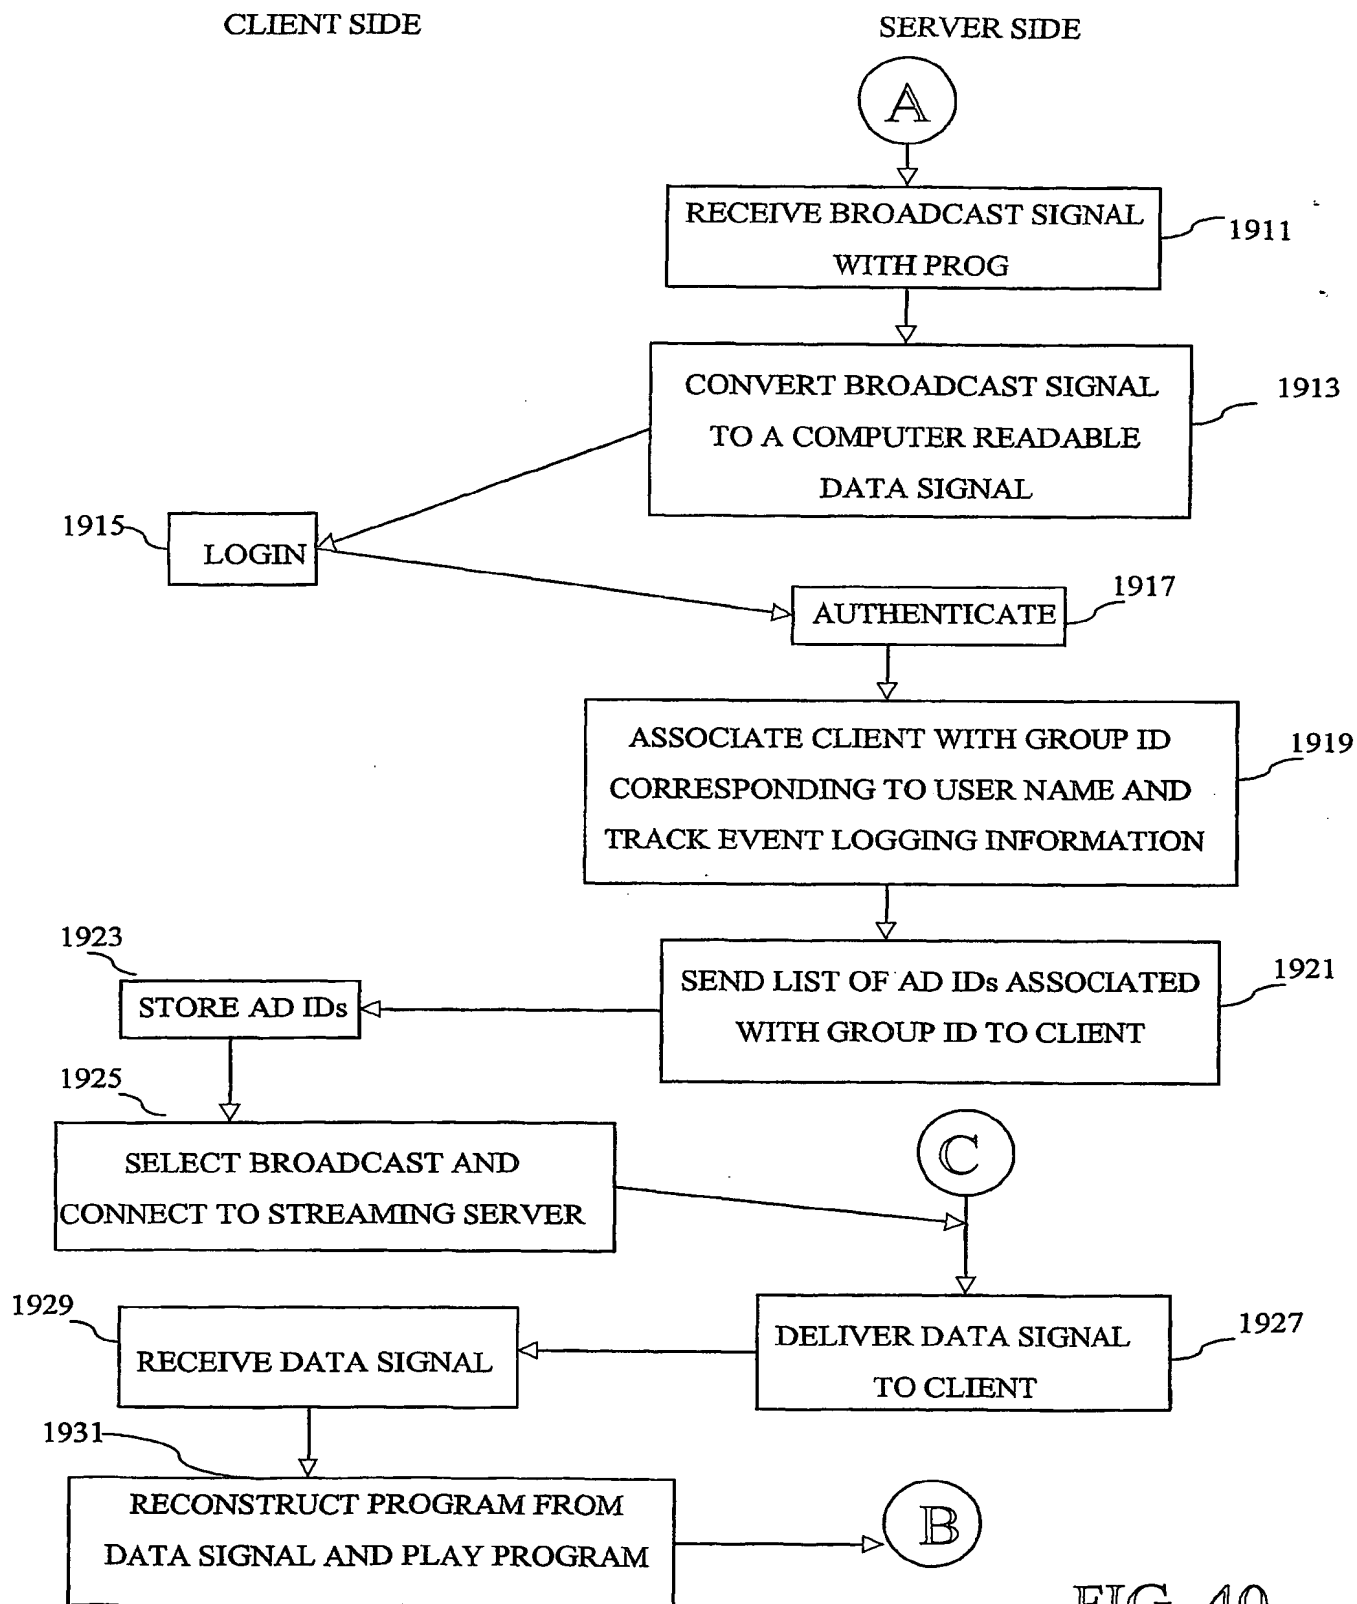 CLIENT SIDE
SERVER SIDE
A
RECEIVE BROADCAST SIGNAL
WITH PROG
1911
CONVERT BROADCAST SIGNAL
TO A COMPUTER READABLE
DATA SIGNAL
1913
1915
LOGIN
AUTHENTICATE
1917
ASSOCIATE CLIENT WITH GROUP ID
CORRESPONDING TO USER NAME AND
TRACK EVENT LOGGING INFORMATION
1919
1923
STORE AD IDs
SEND LIST OF AD IDs ASSOCIATED
WITH GROUP ID TO CLIENT
1921
1925
SELECT BROADCAST AND
CONNECT TO STREAMING SERVER
C
1929
RECEIVE DATA SIGNAL
DELIVER DATA SIGNAL
TO CLIENT
1927
1931
RECONSTRUCT PROGRAM FROM
DATA SIGNAL AND PLAY PROGRAM
B
FIG. 40